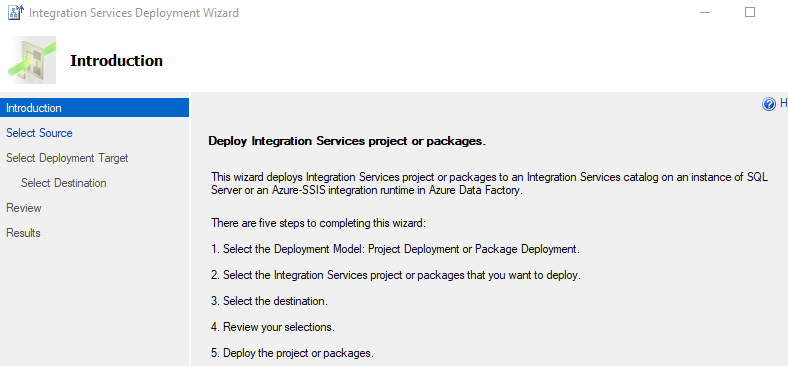 Integration Services Deployment Wizard
Introduction
Introduction
Select Source
Select Deployment Target
Select Destination
Review
Results
H
Deploy Integration Services project or packages.
This wizard deploys Integration Services project or packages to an Integration Services catalog on an instance of SQL
Server or an Azure-SSIS integration runtime in Azure Data Factory.
There are five steps to completing this wizard:
1. Select the Deployment Model: Project Deployment or Package Deployment.
2. Select the Integration Services project or packages that you want to deploy.
3. Select the destination.
4. Review your selections.
5. Deploy the project or packages.